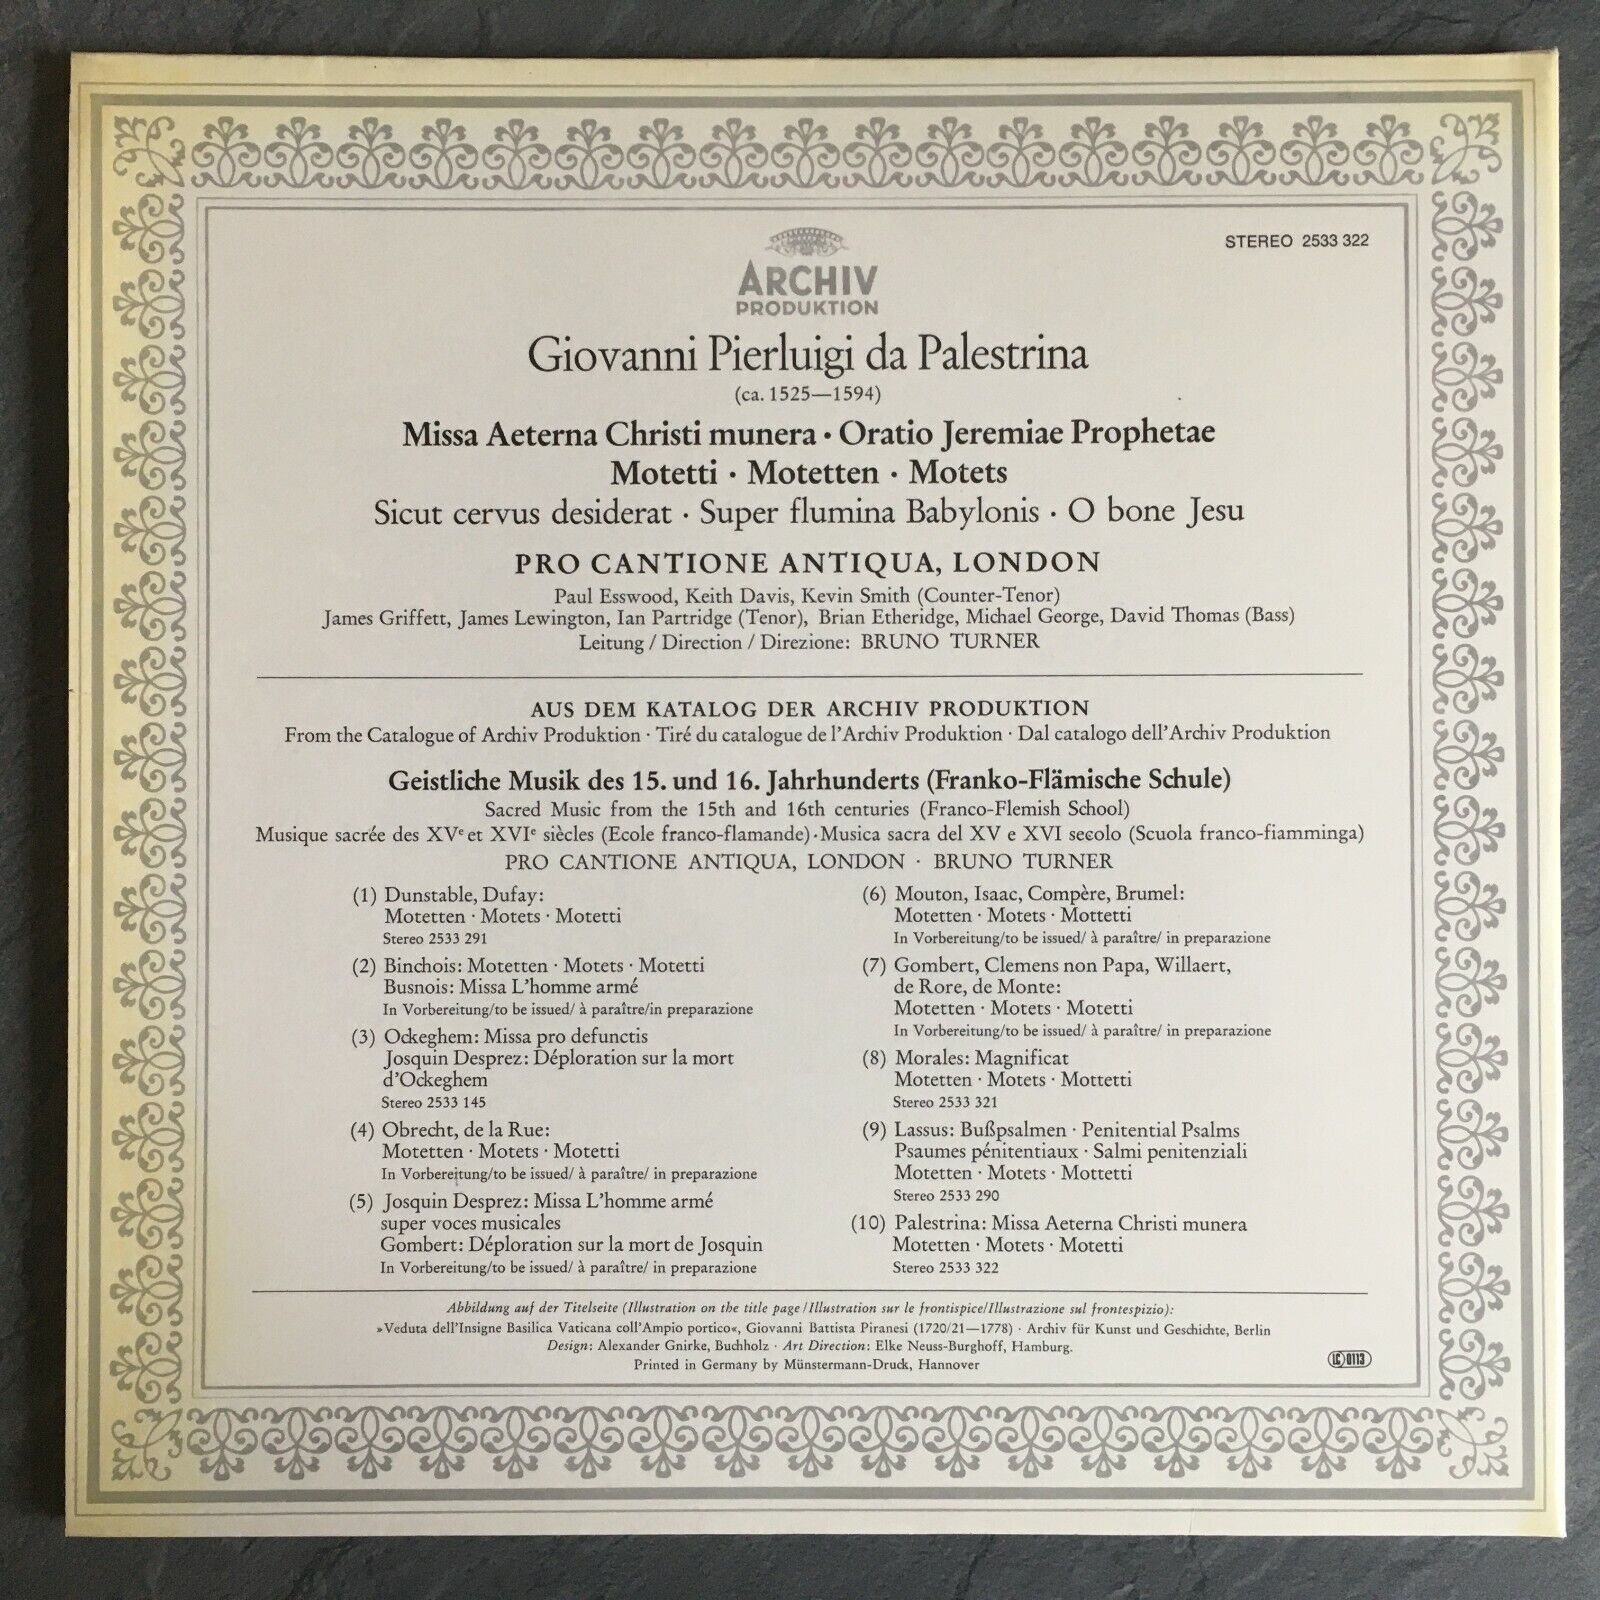 STEREO 2533 322
ARCHIV
PRODUKTION
Giovanni Pierluigi da Palestrina
(ca. 1525—1594)
Missa Aeterna Christi munera · Oratio Jeremiae Prophetae
Motetti · Motetten · Motets
Sicut cervus desiderat · Super flumina Babylonis · O bone Jesu
PRO CANTIONE ANTIQUA, LONDON
Paul Esswood, Keith Davis, Kevin Smith (Counter-Tenor)
James Griffett, James Lewington, Ian Partridge (Tenor), Brian Etheridge, Michael George, David Thomas (Bass)
Leitung / Direction / Direzione: BRUNO TURNER
AUS DEM KATALOG DER ARCHIV PRODUKTION
From the Catalogue of Archiv Produktion · Tiré du catalogue de l'Archiv Produktion · Dal catalogo dell'Archiv Produktion
Geistliche Musik des 15. und 16. Jahrhunderts (Franko-Flämische Schule)
Sacred Music from the 15th and 16th centuries (Franco-Flemish School)
Musique sacrée des XVe et XVIe siècles (Ecole franco-flamande) · Musica sacra del XV e XVI secolo (Scuola franco-fiamminga)
PRO CANTIONE ANTIQUA, LONDON · BRUNO TURNER
(1) Dunstable, Dufay:
Motetten · Motets · Motetti
Stereo 2533 291
(2) Binchois: Motetten · Motets · Motetti
Busnois: Missa L'homme armé
In Vorbereitung/to be issued/ à paraître/in preparazione
(3) Ockeghem: Missa pro defunctis
Josquin Desprez: Déploration sur la mort
d'Ockeghem
Stereo 2533 145
(4) Obrecht, de la Rue:
Motetten · Motets · Motetti
In Vorbereitung/to be issued/ à paraître/ in preparazione
(5) Josquin Desprez: Missa L'homme armé
super voces musicales
Gombert: Déploration sur la mort de Josquin
In Vorbereitung/to be issued/ à paraître/ in preparazione
(6) Mouton, Isaac, Compère, Brumel:
Motetten · Motets · Mottetti
In Vorbereitung/to be issued/ à paraître/ in preparazione
(7) Gombert, Clemens non Papa, Willaert,
de Rore, de Monte:
Motetten · Motets · Motetti
In Vorbereitung/to be issued/ à paraître/ in preparazione
(8) Morales: Magnificat
Motetten · Motets · Mottetti
Stereo 2533 321
(9) Lassus: Bußpsalmen · Penitential Psalms
Psaumes pénitentiaux · Salmi penitenziali
Motetten · Motets · Mottetti
Stereo 2533 290
(10) Palestrina: Missa Aeterna Christi munera
Motetten · Motets · Motetti
Stereo 2533 322
Abbildung auf der Titelseite (Illustration on the title page/Illustration sur le frontispice/Illustrazione sul frontespizio):
»Veduta dell'Insigne Basilica Vaticana coll'Ampio portico«, Giovanni Battista Piranesi (1720/21—1778) · Archiv für Kunst und Geschichte, Berlin
Design: Alexander Gnirke, Buchholz · Art Direction: Elke Neuss-Burghoff, Hamburg.
Printed in Germany by Münstermann-Druck, Hannover
LC 0113